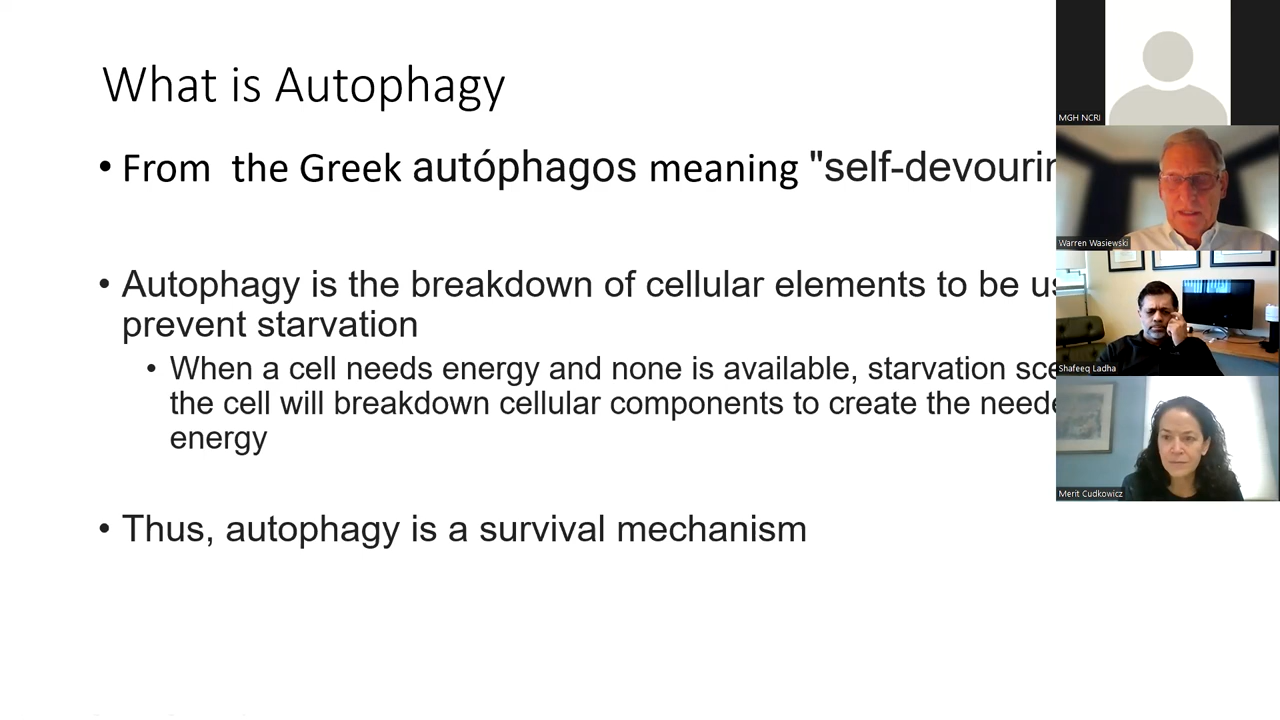 What is Autophagy
• From the Greek autóphagos meaning "self-devourin
• Autophagy is the breakdown of cellular elements to be us
prevent starvation
• When a cell needs energy and none is available, starvation sce
the cell will breakdown cellular components to create the neede
energy
• Thus, autophagy is a survival mechanism
MGH NCRI
Warren Wasiewski
Shafeeq Ladha
Merit Cudkowicz